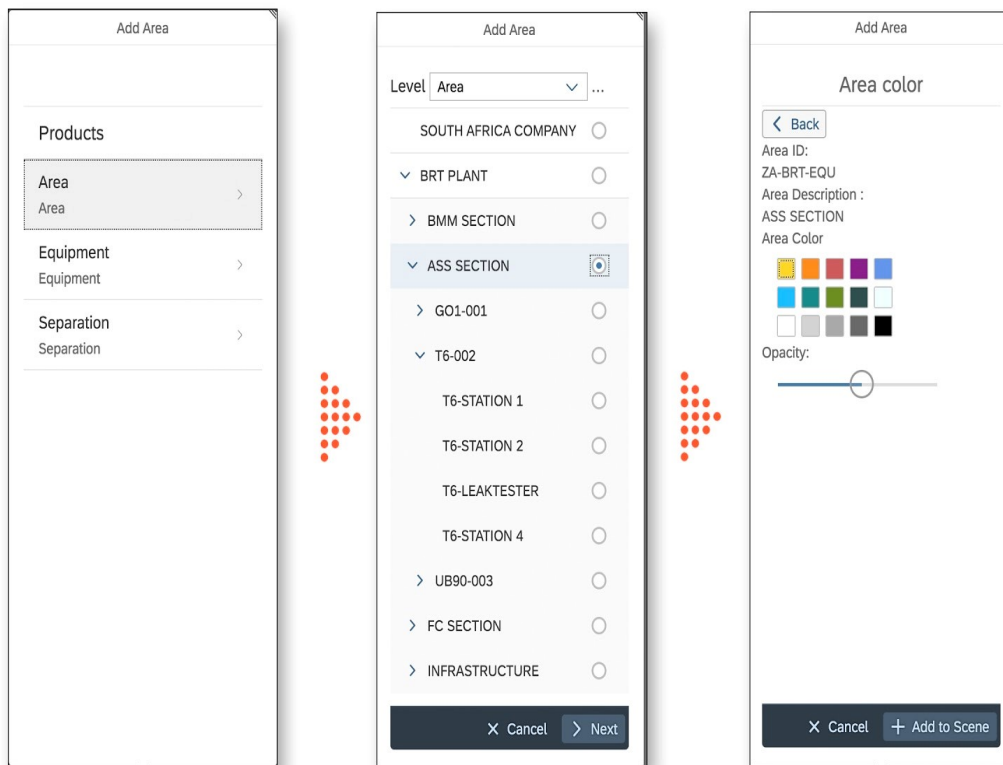 Add Area
Products
Area
Area
Equipment
Equipment
Separation
Separation
Add Area
Level Area ...
SOUTH AFRICA COMPANY
BRT PLANT
BMM SECTION
ASS SECTION
GO1-001
T6-002
T6-STATION 1
T6-STATION 2
T6-LEAKTESTER
T6-STATION 4
UB90-003
FC SECTION
INFRASTRUCTURE
Cancel Next
Add Area
Area color
Back
Area ID:
ZA-BRT-EQU
Area Description :
ASS SECTION
Area Color
Opacity:
Cancel + Add to Scene